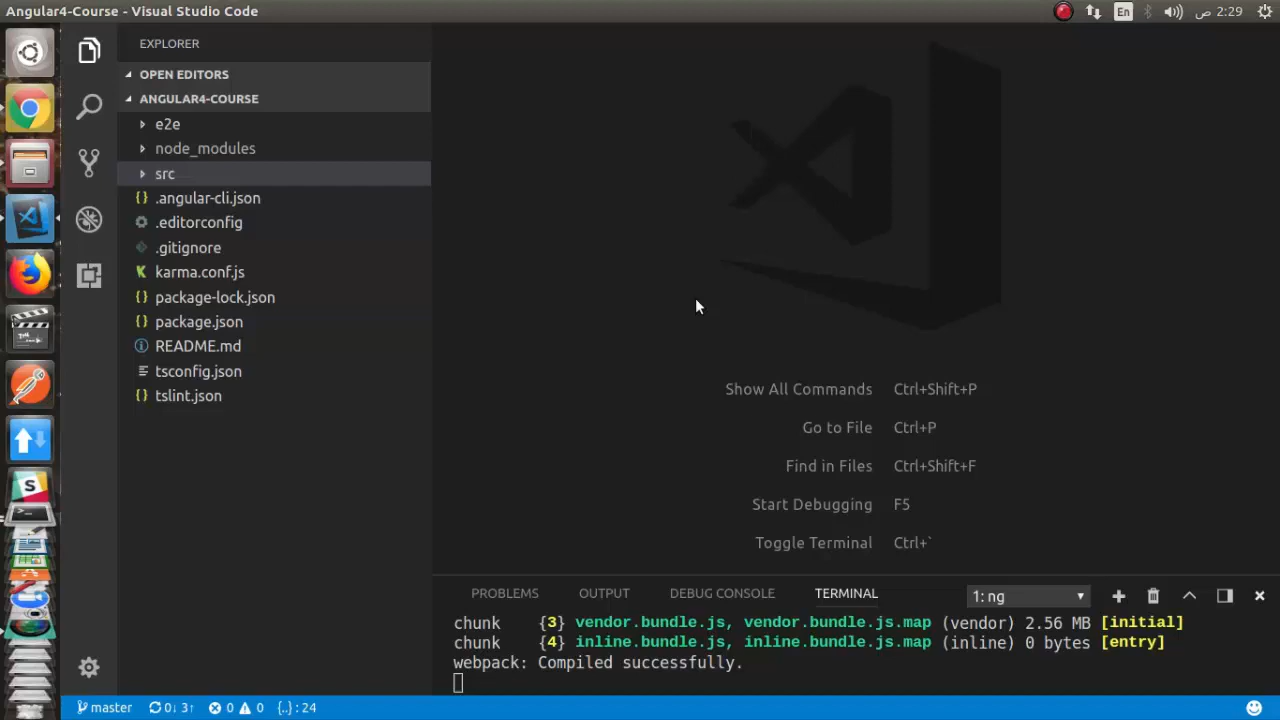 Angular4-Course - Visual Studio Code
En
2:29 ص
EXPLORER
OPEN EDITORS
ANGULAR4-COURSE
e2e
node_modules
src
{} .angular-cli.json
.editorconfig
.gitignore
K karma.conf.js
{} package-lock.json
{} package.json
README.md
tsconfig.json
{} tslint.json
Show All Commands Ctrl+Shift+P
Go to File Ctrl+P
Find in Files Ctrl+Shift+F
Start Debugging F5
Toggle Terminal Ctrl+`
PROBLEMS OUTPUT DEBUG CONSOLE TERMINAL 1: ng
chunk {3} vendor.bundle.js, vendor.bundle.js.map (vendor) 2.56 MB [initial]
chunk {4} inline.bundle.js, inline.bundle.js.map (inline) 0 bytes [entry]
webpack: Compiled successfully.
master 0↓ 3↑ 0 0 {..} : 24